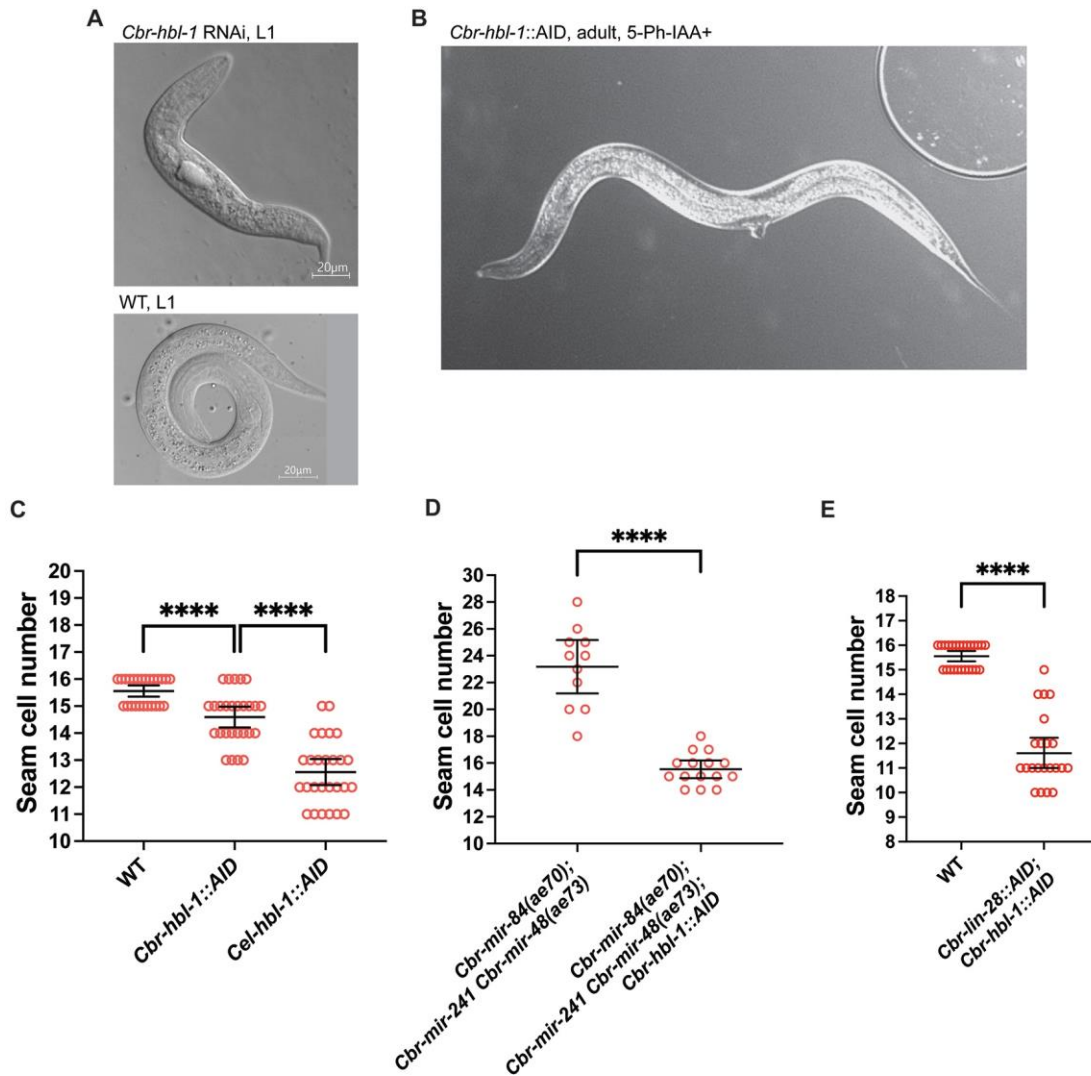 A
Cbr-hbl-1 RNAi, L1
20μm
WT, L1
20μm
B
Cbr-hbl-1::AID, adult, 5-Ph-IAA+
C
Seam cell number
20
19
18
17
16
15
14
13
12
11
10
****
****
WT
Cbr-hbl-1::AID
Cel-hbl-1::AID
D
Seam cell number
30
28
26
24
22
20
18
16
14
12
10
****
Cbr-mir-84(ae70);
Cbr-mir-241 Cbr-mir-48(ae73)
Cbr-mir-84(ae70);
Cbr-mir-241 Cbr-mir-48(ae73);
Cbr-hbl-1::AID
E
Seam cell number
18
17
16
15
14
13
12
11
10
9
8
****
WT
Cbr-lin-28::AID;
Cbr-hbl-1::AID